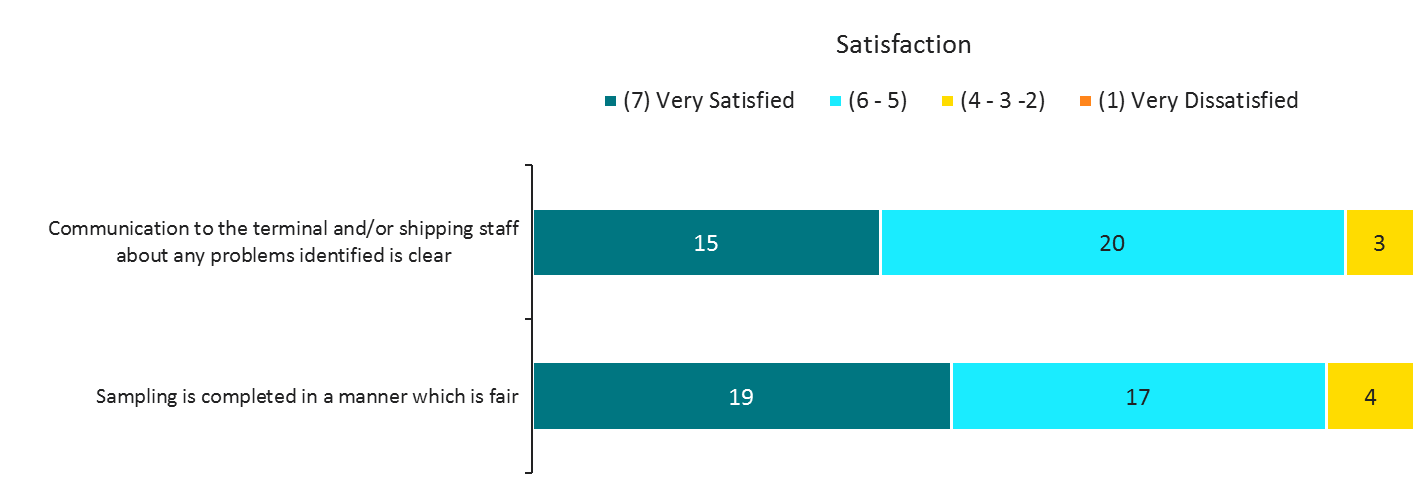 Satisfaction
(7) Very Satisfied (6 - 5) (4 - 3 -2) (1) Very Dissatisfied
Communication to the terminal and/or shipping staff
about any problems identified is clear
15 20 3
Sampling is completed in a manner which is fair
19 17 4